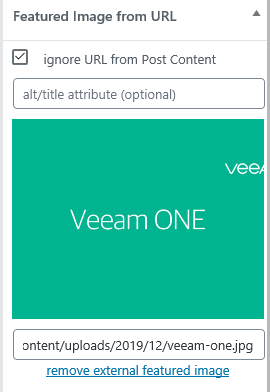 Featured Image from URL
ignore URL from Post Content
alt/title attribute (optional)
veeA
Veeam ONE
ontent/uploads/2019/12/veeam-one.jpg
remove external featured image